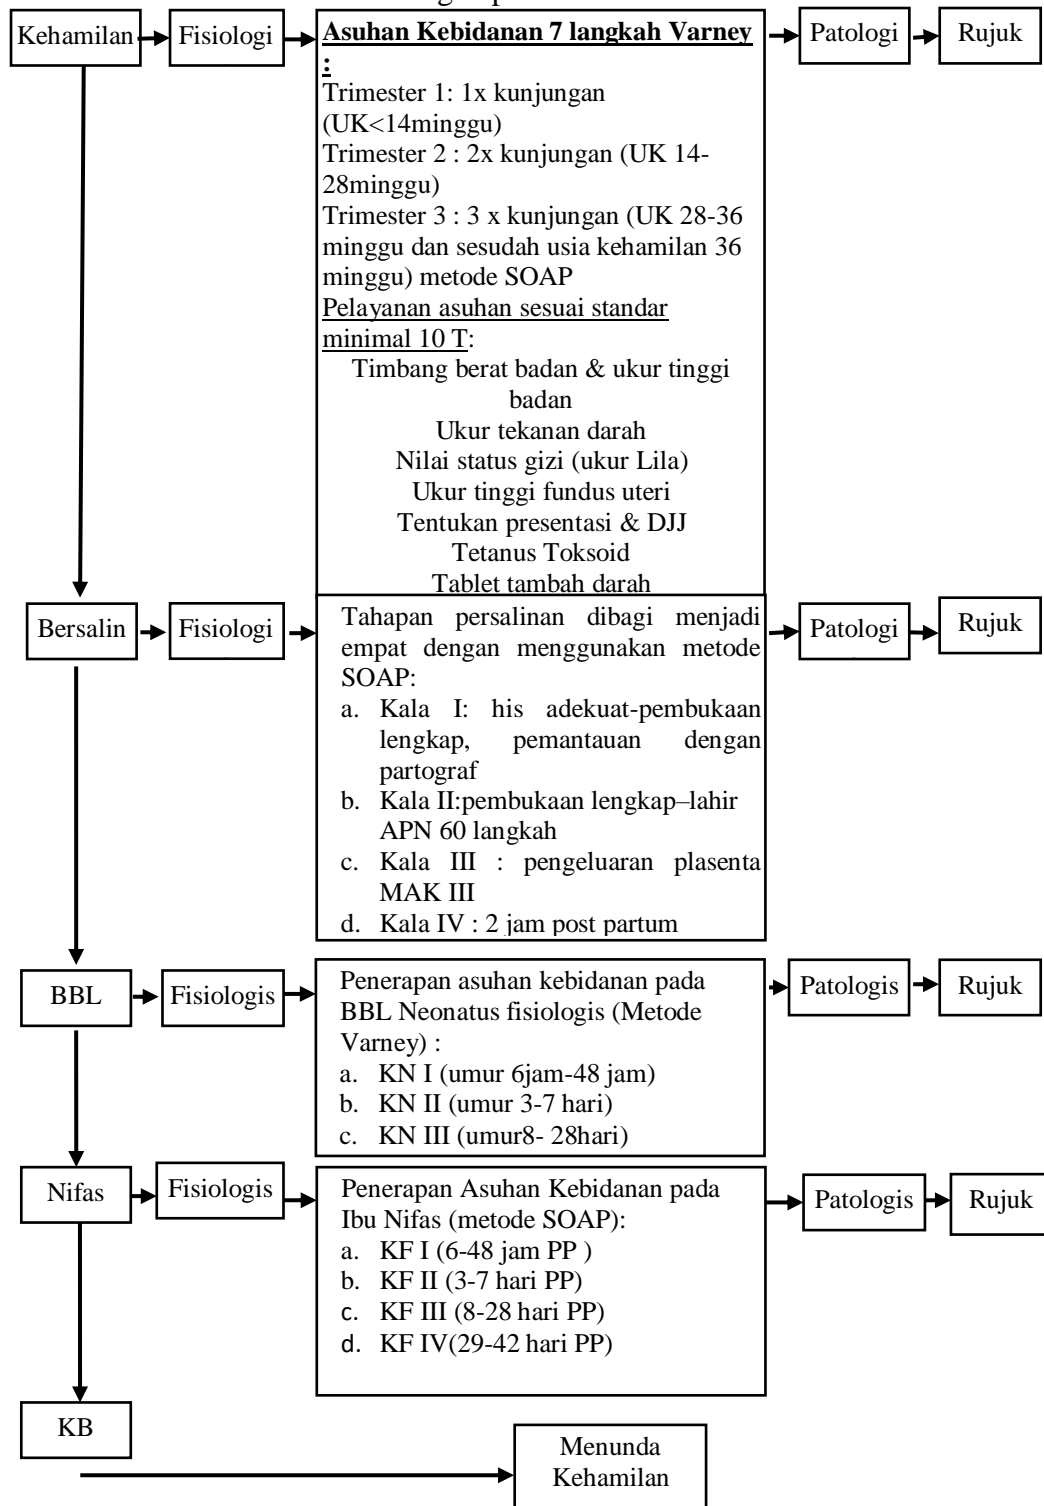 Kehamilan
Fisiologi
Asuhan Kebidanan 7 langkah Varney
:
Trimester 1: 1x kunjungan
(UK<14minggu)
Trimester 2 : 2x kunjungan (UK 14-
28minggu)
Trimester 3 : 3 x kunjungan (UK 28-36
minggu dan sesudah usia kehamilan 36
minggu) metode SOAP
Pelayanan asuhan sesuai standar
minimal 10 T:
Timbang berat badan & ukur tinggi
badan
Ukur tekanan darah
Nilai status gizi (ukur Lila)
Ukur tinggi fundus uteri
Tentukan presentasi & DJJ
Tetanus Toksoid
Tablet tambah darah
Patologi
Rujuk
Bersalin
Fisiologi
Tahapan persalinan dibagi menjadi
empat dengan menggunakan metode
SOAP:
a. Kala I: his adekuat-pembukaan
lengkap, pemantauan dengan
partograf
b. Kala II:pembukaan lengkap–lahir
APN 60 langkah
c. Kala III : pengeluaran plasenta
MAK III
d. Kala IV : 2 jam post partum
Patologi
Rujuk
BBL
Fisiologis
Penerapan asuhan kebidanan pada
BBL Neonatus fisiologis (Metode
Varney) :
a. KN I (umur 6jam-48 jam)
b. KN II (umur 3-7 hari)
c. KN III (umur8- 28hari)
Patologis
Rujuk
Nifas
Fisiologis
Penerapan Asuhan Kebidanan pada
Ibu Nifas (metode SOAP):
a. KF I (6-48 jam PP )
b. KF II (3-7 hari PP)
c. KF III (8-28 hari PP)
d. KF IV(29-42 hari PP)
Patologis
Rujuk
KB
Menunda
Kehamilan